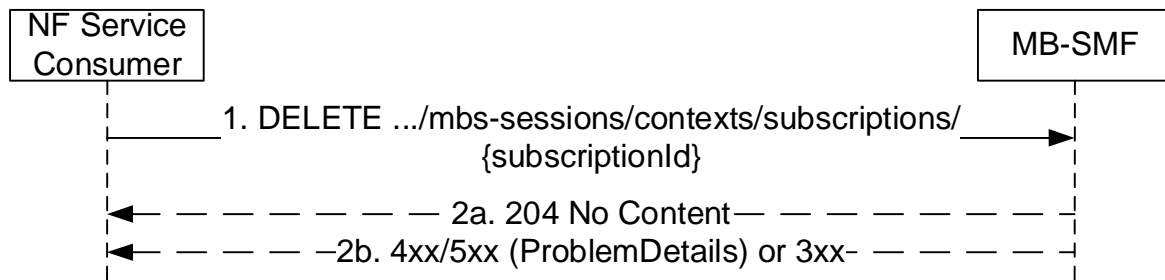 NF Service
Consumer
MB-SMF
1. DELETE .../mbs-sessions/contexts/subscriptions/
{subscriptionId}
2a. 204 No Content
2b. 4xx/5xx (ProblemDetails) or 3xx